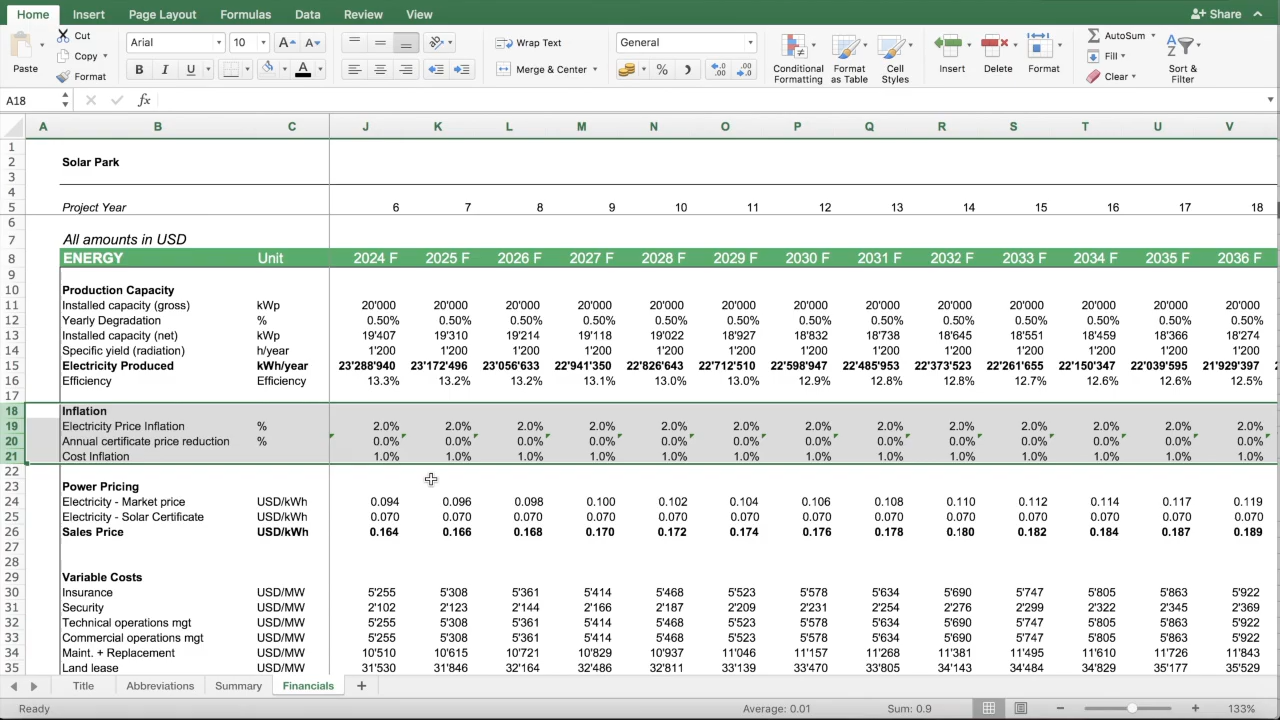 Home Insert Page Layout Formulas Data Review View Share
Cut Arial 10 Wrap Text General AutoSum
Copy Fill
Paste Format B I U Merge & Center % Conditional Formatting Format as Table Cell Styles Insert Delete Format Clear Sort & Filter
A18 fx
A B C J K L M N O P Q R S T U V
1
2 Solar Park
3
4
5 Project Year 6 7 8 9 10 11 12 13 14 15 16 17 18
6
7 All amounts in USD
8 ENERGY Unit 2024 F 2025 F 2026 F 2027 F 2028 F 2029 F 2030 F 2031 F 2032 F 2033 F 2034 F 2035 F 2036 F
9
10 Production Capacity
11 Installed capacity (gross) kWp 20'000 20'000 20'000 20'000 20'000 20'000 20'000 20'000 20'000 20'000 20'000 20'000 20'000
12 Yearly Degradation % 0.50% 0.50% 0.50% 0.50% 0.50% 0.50% 0.50% 0.50% 0.50% 0.50% 0.50% 0.50% 0.50%
13 Installed capacity (net) kWp 19'407 19'310 19'214 19'118 19'022 18'927 18'832 18'738 18'645 18'551 18'459 18'366 18'274
14 Specific yield (radiation) h/year 1'200 1'200 1'200 1'200 1'200 1'200 1'200 1'200 1'200 1'200 1'200 1'200 1'200
15 Electricity Produced kWh/year 23'288'940 23'172'496 23'056'633 22'941'350 22'826'643 22'712'510 22'598'947 22'485'953 22'373'523 22'261'655 22'150'347 22'039'595 21'929'397
16 Efficiency Efficiency 13.3% 13.2% 13.2% 13.1% 13.0% 13.0% 12.9% 12.8% 12.8% 12.7% 12.6% 12.6% 12.5%
17
18 Inflation
19 Electricity Price Inflation % 2.0% 2.0% 2.0% 2.0% 2.0% 2.0% 2.0% 2.0% 2.0% 2.0% 2.0% 2.0% 2.0%
20 Annual certificate price reduction % 0.0% 0.0% 0.0% 0.0% 0.0% 0.0% 0.0% 0.0% 0.0% 0.0% 0.0% 0.0% 0.0%
21 Cost Inflation 1.0% 1.0% 1.0% 1.0% 1.0% 1.0% 1.0% 1.0% 1.0% 1.0% 1.0% 1.0% 1.0%
22
23 Power Pricing
24 Electricity - Market price USD/kWh 0.094 0.096 0.098 0.100 0.102 0.104 0.106 0.108 0.110 0.112 0.114 0.117 0.119
25 Electricity - Solar Certificate USD/kWh 0.070 0.070 0.070 0.070 0.070 0.070 0.070 0.070 0.070 0.070 0.070 0.070 0.070
26 Sales Price USD/kWh 0.164 0.166 0.168 0.170 0.172 0.174 0.176 0.178 0.180 0.182 0.184 0.187 0.189
27
28
29 Variable Costs
30 Insurance USD/MW 5'255 5'308 5'361 5'414 5'468 5'523 5'578 5'634 5'690 5'747 5'805 5'863 5'922
31 Security USD/MW 2'102 2'123 2'144 2'166 2'187 2'209 2'231 2'254 2'276 2'299 2'322 2'345 2'369
32 Technical operations mgt USD/MW 5'255 5'308 5'361 5'414 5'468 5'523 5'578 5'634 5'690 5'747 5'805 5'863 5'922
33 Commercial operations mgt USD/MW 5'255 5'308 5'361 5'414 5'468 5'523 5'578 5'634 5'690 5'747 5'805 5'863 5'922
34 Maint. + Replacement USD/MW 10'510 10'615 10'721 10'829 10'937 11'046 11'157 11'268 11'381 11'495 11'610 11'726 11'843
35 Land lease USD/MW 31'530 31'846 32'164 32'486 32'811 33'139 33'470 33'805 34'143 34'484 34'829 35'177 35'529
Title Abbreviations Summary Financials +
Ready Average: 0.01 Sum: 0.9 133%